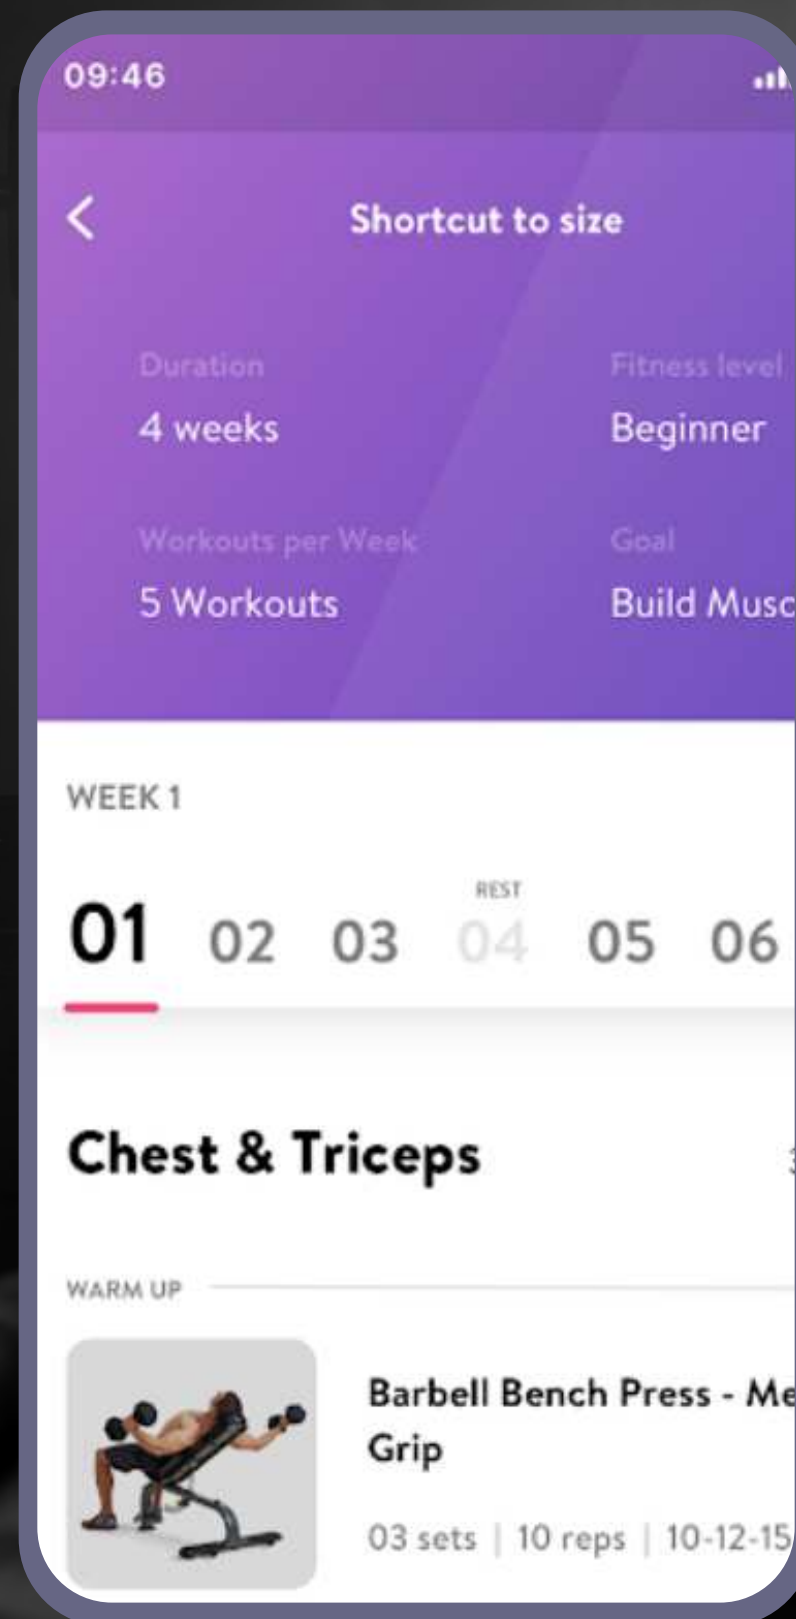 09:46
Shortcut to size
Duration
Fitness level
4 weeks
Beginner
Workouts per Week
Goal
5 Workouts
Build Musc
WEEK 1
REST
01 02 03 04 05 06
Chest & Triceps
WARM UP
Barbell Bench Press - Me
Grip
03 sets | 10 reps | 10-12-15